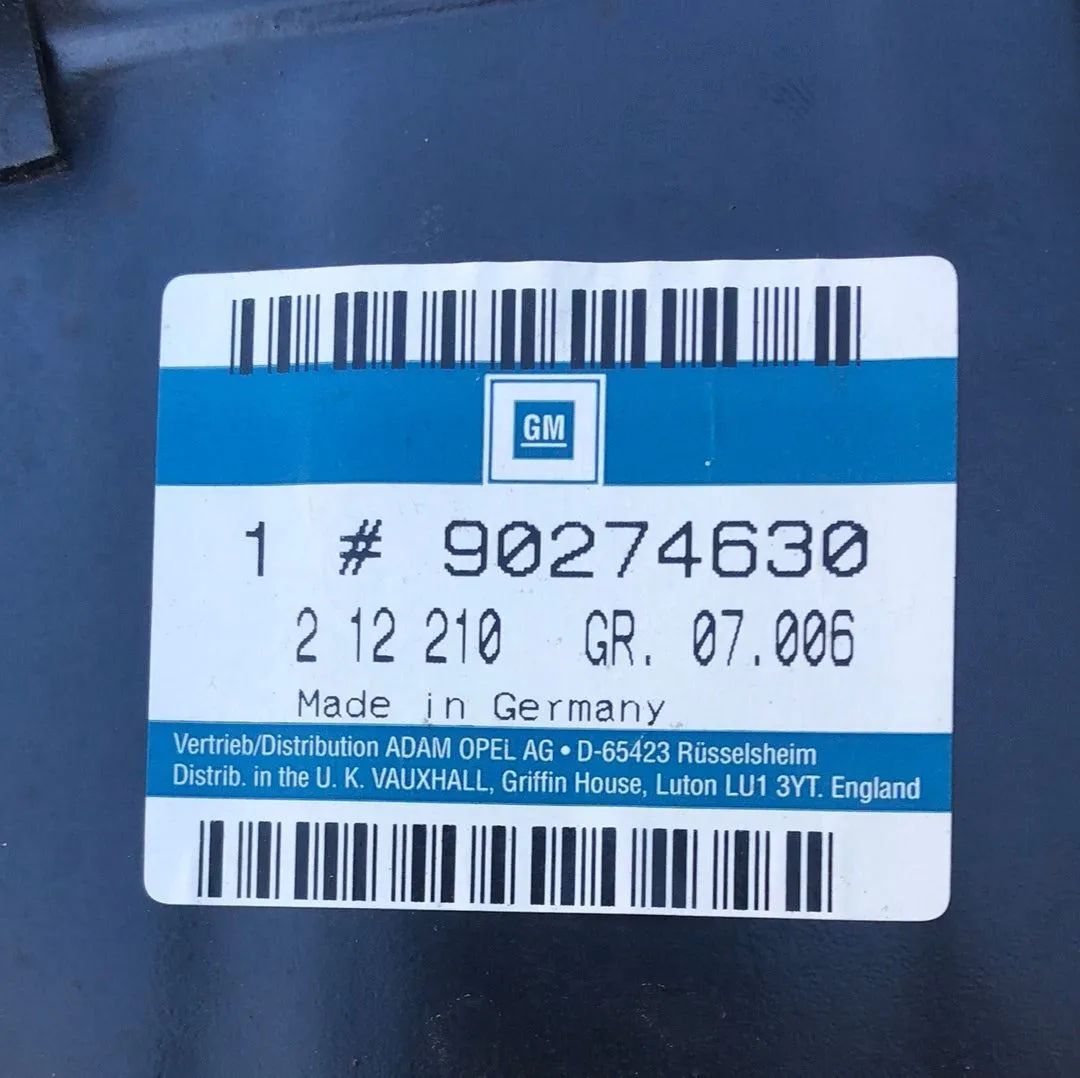 GM
1 # 90274630
2 12 210 GR. 07.006
Made in Germany
Vertrieb/Distribution ADAM OPEL AG • D-65423 Rüsselsheim
Distrib. in the U. K. VAUXHALL, Griffin House, Luton LU1 3YT. England